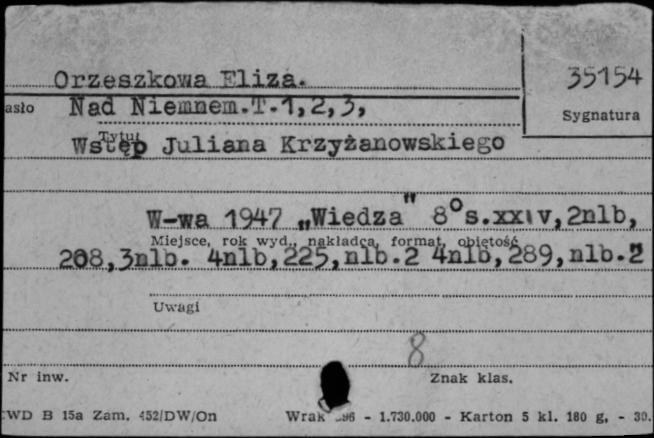 Orzeszkowa Eliza.
35154
asło Nad Niemnem.T.1,2,3,
Sygnatura
Tytuł
Wstęp Juliana Krzyżanowskiego
W-wa 1947 „Wiedza" 8° s.xxiv,2nlb,
Miejsce, rok wyd., nakładca, format, objętość
208,3nlb. 4nlb,225,nlb.2 4nlb,289,nlb.2
Uwagi
8
Nr inw.
Znak klas.
WD B 15a Zam. 452/DW/On Wrak - 1.730.000 - Karton 5 kl. 180 g, - 30.